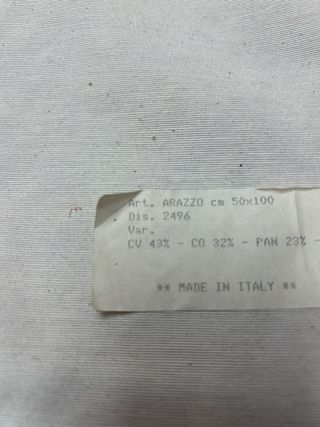 Art. ARAZZO cm 50x100
Dis. 2496
Var.
CV 43% - CO 32% - PAN 23% -
** MADE IN ITALY **